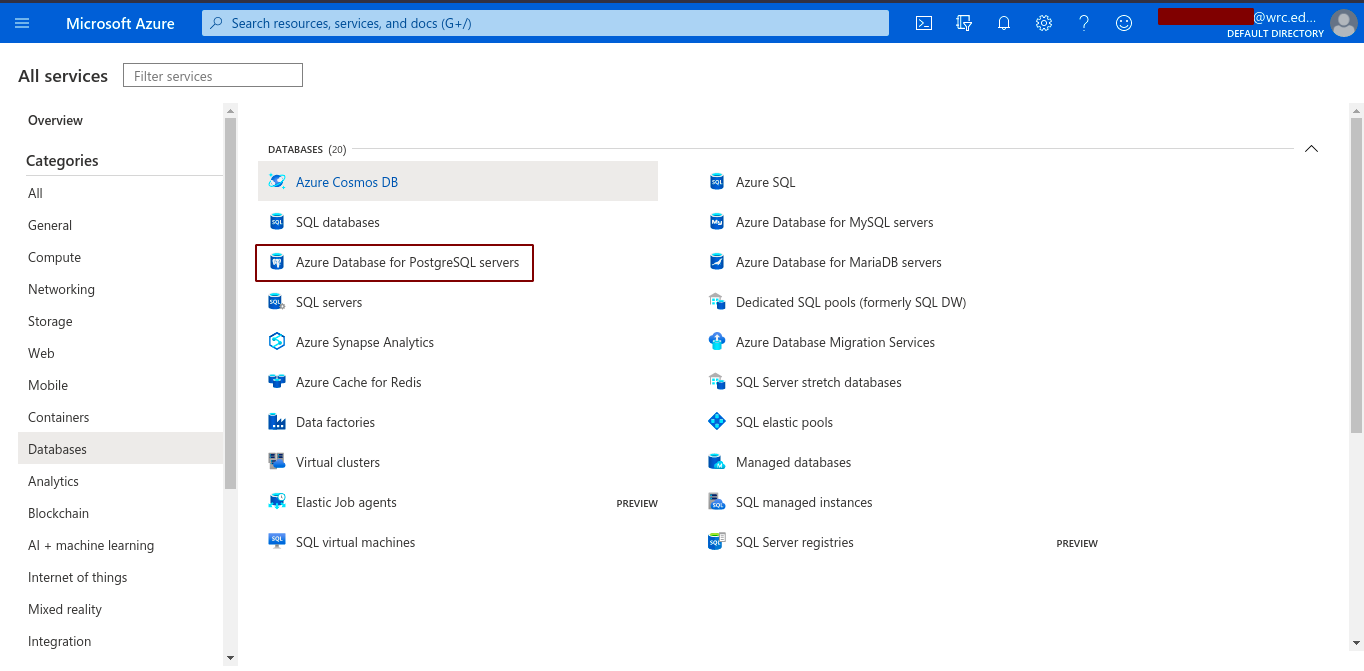 Microsoft Azure
Search resources, services, and docs (G+/)
@wrc.ed...
DEFAULT DIRECTORY
All services
Filter services
Overview
Categories
All
General
Compute
Networking
Storage
Web
Mobile
Containers
Databases
Analytics
Blockchain
AI + machine learning
Internet of things
Mixed reality
Integration
DATABASES (20)
Azure Cosmos DB
Azure SQL
SQL databases
Azure Database for MySQL servers
Azure Database for PostgreSQL servers
Azure Database for MariaDB servers
SQL servers
Dedicated SQL pools (formerly SQL DW)
Azure Synapse Analytics
Azure Database Migration Services
Azure Cache for Redis
SQL Server stretch databases
Data factories
SQL elastic pools
Virtual clusters
Managed databases
Elastic Job agents PREVIEW
SQL managed instances
SQL virtual machines
SQL Server registries PREVIEW